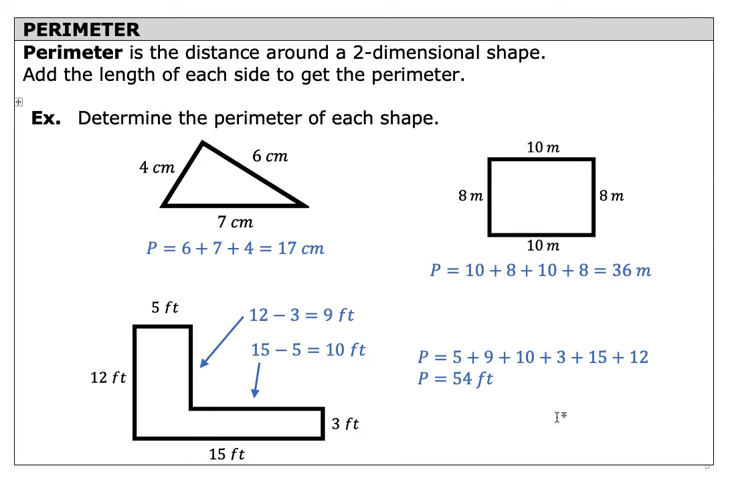 PERIMETER
Perimeter is the distance around a 2-dimensional shape.
Add the length of each side to get the perimeter.
Ex. Determine the perimeter of each shape.
4 cm
6 cm
7 cm
P = 6 + 7 + 4 = 17 cm
10 m
8 m
8 m
10 m
P = 10 + 8 + 10 + 8 = 36 m
5 ft
12 − 3 = 9 ft
15 − 5 = 10 ft
12 ft
3 ft
15 ft
P = 5 + 9 + 10 + 3 + 15 + 12
P = 54 ft